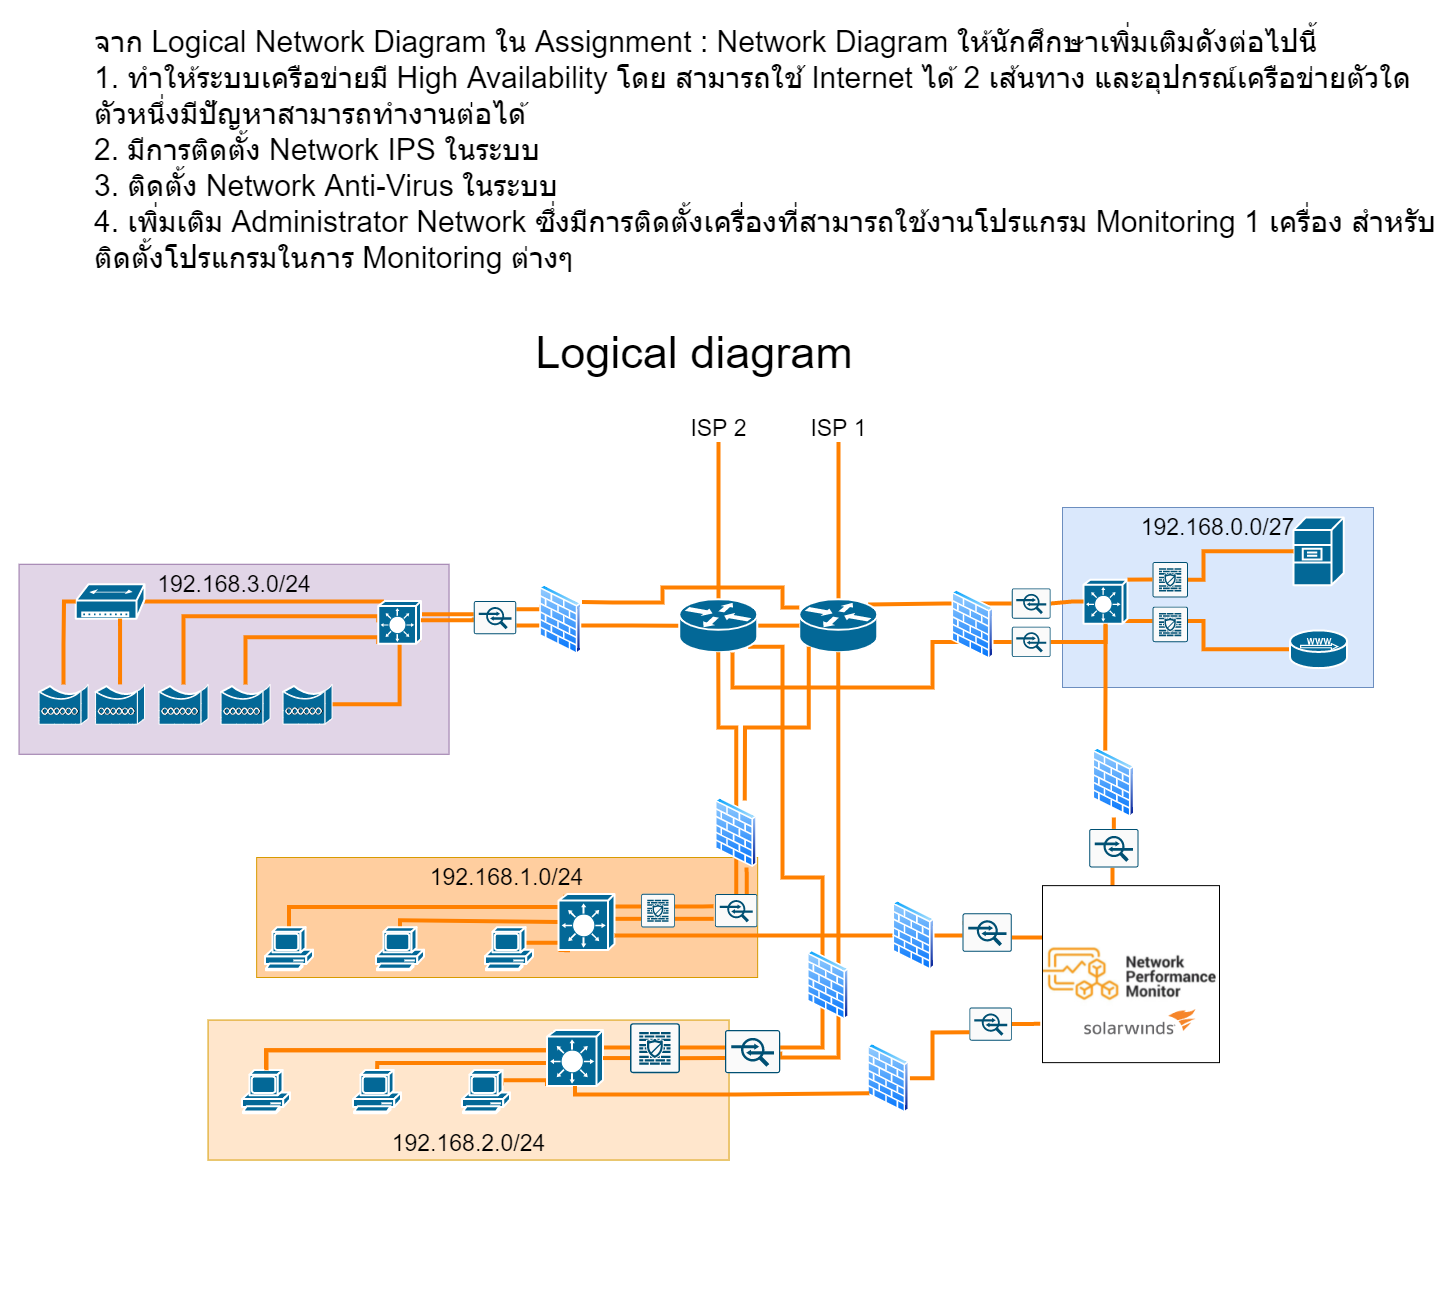 จาก Logical Network Diagram ใน Assignment : Network Diagram ให้นักศึกษาเพิ่มเติมดังต่อไปนี้
1. ทำให้ระบบเครือข่ายมี High Availability โดย สามารถใช้ Internet ได้ 2 เส้นทาง และอุปกรณ์เครือข่ายตัวใด
ตัวหนึ่งมีปัญหาสามารถทำงานต่อได้
2. มีการติดตั้ง Network IPS ในระบบ
3. ติดตั้ง Network Anti-Virus ในระบบ
4. เพิ่มเติม Administrator Network ซึ่งมีการติดตั้งเครื่องที่สามารถใช้งานโปรแกรม Monitoring 1 เครื่อง สำหรับ
ติดตั้งโปรแกรมในการ Monitoring ต่างๆ
Logical diagram
ISP 2
ISP 1
192.168.0.0/27
192.168.3.0/24
WWW
192.168.1.0/24
Network
Performance
Monitor
solarwinds
192.168.2.0/24